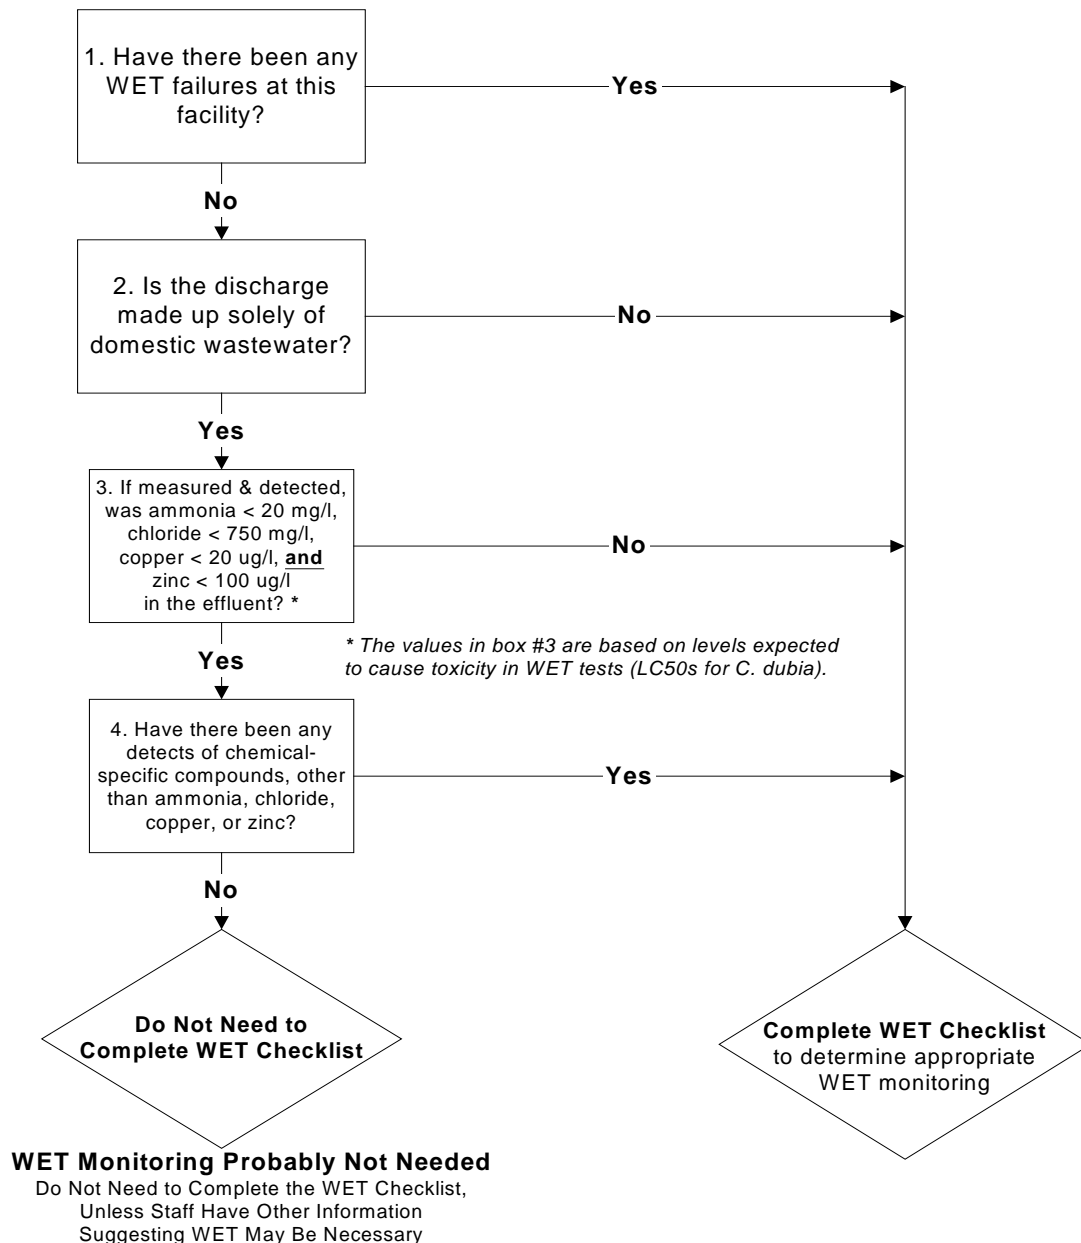 1. Have there been any
WET failures at this
facility?
Yes
No
2. Is the discharge
made up solely of
domestic wastewater?
No
Yes
3. If measured & detected,
was ammonia < 20 mg/l,
chloride < 750 mg/l,
copper < 20 ug/l, and
zinc < 100 ug/l
in the effluent? *
No
* The values in box #3 are based on levels expected
to cause toxicity in WET tests (LC50s for C. dubia).
Yes
4. Have there been any
detects of chemical-
specific compounds, other
than ammonia, chloride,
copper, or zinc?
Yes
No
Do Not Need to
Complete WET Checklist
Complete WET Checklist
to determine appropriate
WET monitoring
WET Monitoring Probably Not Needed
Do Not Need to Complete the WET Checklist,
Unless Staff Have Other Information
Suggesting WET May Be Necessary